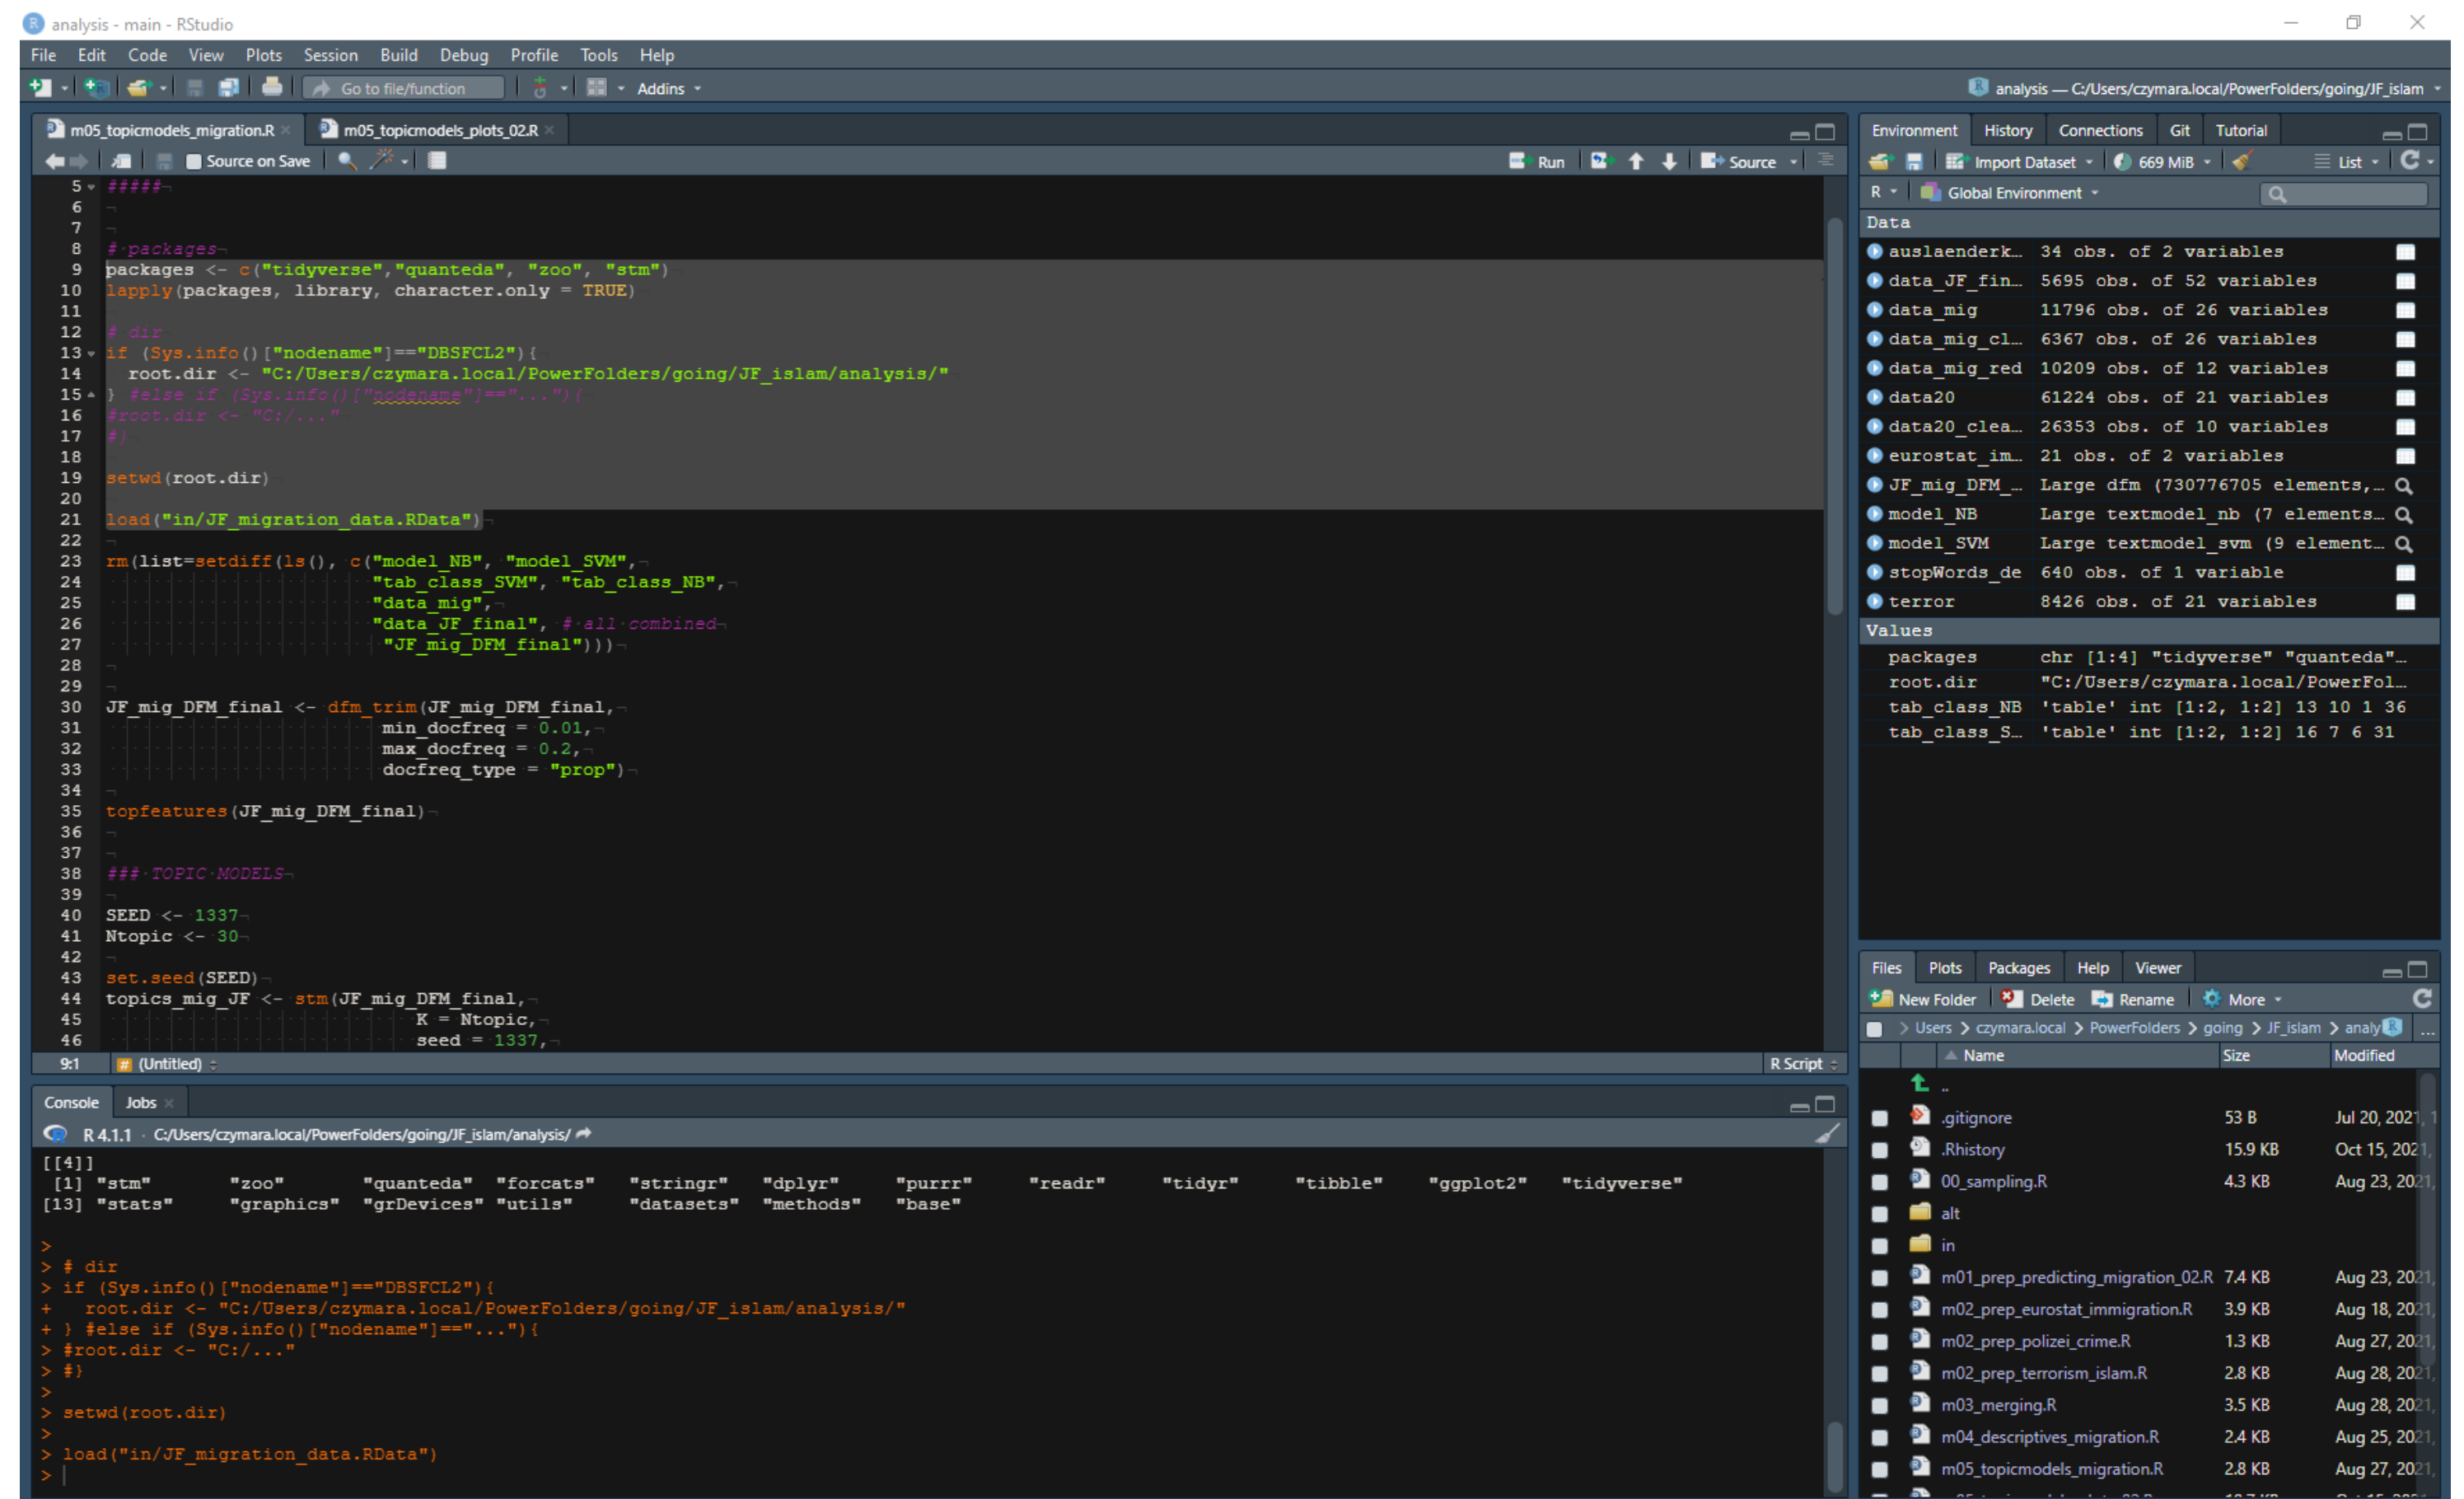 analysis - main - RStudio
File Edit Code View Plots Session Build Debug Profile Tools Help
Go to file/function Addins analysis — C:/Users/czymara.local/PowerFolders/going/JF_islam
m05_topicmodels_migration.R m05_topicmodels_plots_02.R
Source on Save Run Source
5 #####
6
7
8 # packages
9 packages <- c("tidyverse","quanteda", "zoo", "stm")
10 lapply(packages, library, character.only = TRUE)
11
12 # dir
13 if (Sys.info()["nodename"]=="DBSFCL2"){
14 root.dir <- "C:/Users/czymara.local/PowerFolders/going/JF_islam/analysis/"
15 } #else if (Sys.info()["nodename"]=="..."){
16 #root.dir <- "C:/..."
17 #}
18
19 setwd(root.dir)
20
21 load("in/JF_migration_data.RData")
22
23 rm(list=setdiff(ls(), c("model_NB", "model_SVM",
24 "tab_class_SVM", "tab_class_NB",
25 "data_mig",
26 "data_JF_final", # all combined
27 "JF_mig_DFM_final")))
28
29
30 JF_mig_DFM_final <- dfm_trim(JF_mig_DFM_final,
31 min_docfreq = 0.01,
32 max_docfreq = 0.2,
33 docfreq_type = "prop")
34
35 topfeatures(JF_mig_DFM_final)
36
37
38 ### TOPIC MODELS
39
40 SEED <- 1337
41 Ntopic <- 30
42
43 set.seed(SEED)
44 topics_mig_JF <- stm(JF_mig_DFM_final,
45 K = Ntopic,
46 seed = 1337,
9:1 # (Untitled) R Script
Console Jobs
R 4.1.1 · C:/Users/czymara.local/PowerFolders/going/JF_islam/analysis/
[[4]]
[1] "stm" "zoo" "quanteda" "forcats" "stringr" "dplyr" "purrr" "readr" "tidyr" "tibble" "ggplot2" "tidyverse"
[13] "stats" "graphics" "grDevices" "utils" "datasets" "methods" "base"
>
> # dir
> if (Sys.info()["nodename"]=="DBSFCL2"){
+ root.dir <- "C:/Users/czymara.local/PowerFolders/going/JF_islam/analysis/"
+ } #else if (Sys.info()["nodename"]=="..."){
> #root.dir <- "C:/..."
> #}
>
> setwd(root.dir)
>
> load("in/JF_migration_data.RData")
>
Environment History Connections Git Tutorial
Import Dataset 669 MiB List
R Global Environment
Data
auslaenderk… 34 obs. of 2 variables
data_JF_fin… 5695 obs. of 52 variables
data_mig 11796 obs. of 26 variables
data_mig_cl… 6367 obs. of 26 variables
data_mig_red 10209 obs. of 12 variables
data20 61224 obs. of 21 variables
data20_clea… 26353 obs. of 10 variables
eurostat_im… 21 obs. of 2 variables
JF_mig_DFM_… Large dfm (730776705 elements,…
model_NB Large textmodel_nb (7 elements…
model_SVM Large textmodel_svm (9 element…
stopWords_de 640 obs. of 1 variable
terror 8426 obs. of 21 variables
Values
packages chr [1:4] "tidyverse" "quanteda"…
root.dir "C:/Users/czymara.local/PowerFol…
tab_class_NB 'table' int [1:2, 1:2] 13 10 1 36
tab_class_S… 'table' int [1:2, 1:2] 16 7 6 31
Files Plots Packages Help Viewer
New Folder Delete Rename More
> Users > czymara.local > PowerFolders > going > JF_islam > analy ...
Name Size Modified
..
.gitignore 53 B Jul 20, 2021, 1
.Rhistory 15.9 KB Oct 15, 2021,
00_sampling.R 4.3 KB Aug 23, 2021,
alt
in
m01_prep_predicting_migration_02.R 7.4 KB Aug 23, 2021,
m02_prep_eurostat_immigration.R 3.9 KB Aug 18, 2021,
m02_prep_polizei_crime.R 1.3 KB Aug 27, 2021,
m02_prep_terrorism_islam.R 2.8 KB Aug 28, 2021,
m03_merging.R 3.5 KB Aug 28, 2021,
m04_descriptives_migration.R 2.4 KB Aug 25, 2021,
m05_topicmodels_migration.R 2.8 KB Aug 27, 2021,